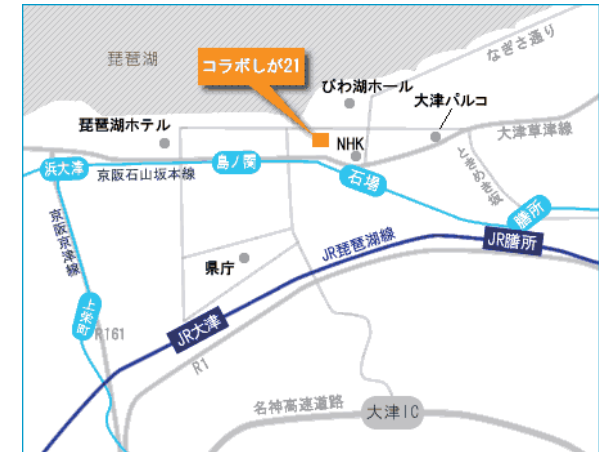 琵琶湖
なぎさ通り
コラボしが21
びわ湖ホール
大津パルコ
琵琶湖ホテル
NHK
大津草津線
島ノ関
石場
ときめき坂
浜大津
京阪石山坂本線
膳所
京阪京津線
JR琵琶湖線
JR膳所
県庁
上栄町
R161
JR大津
R1
名神高速道路
大津IC